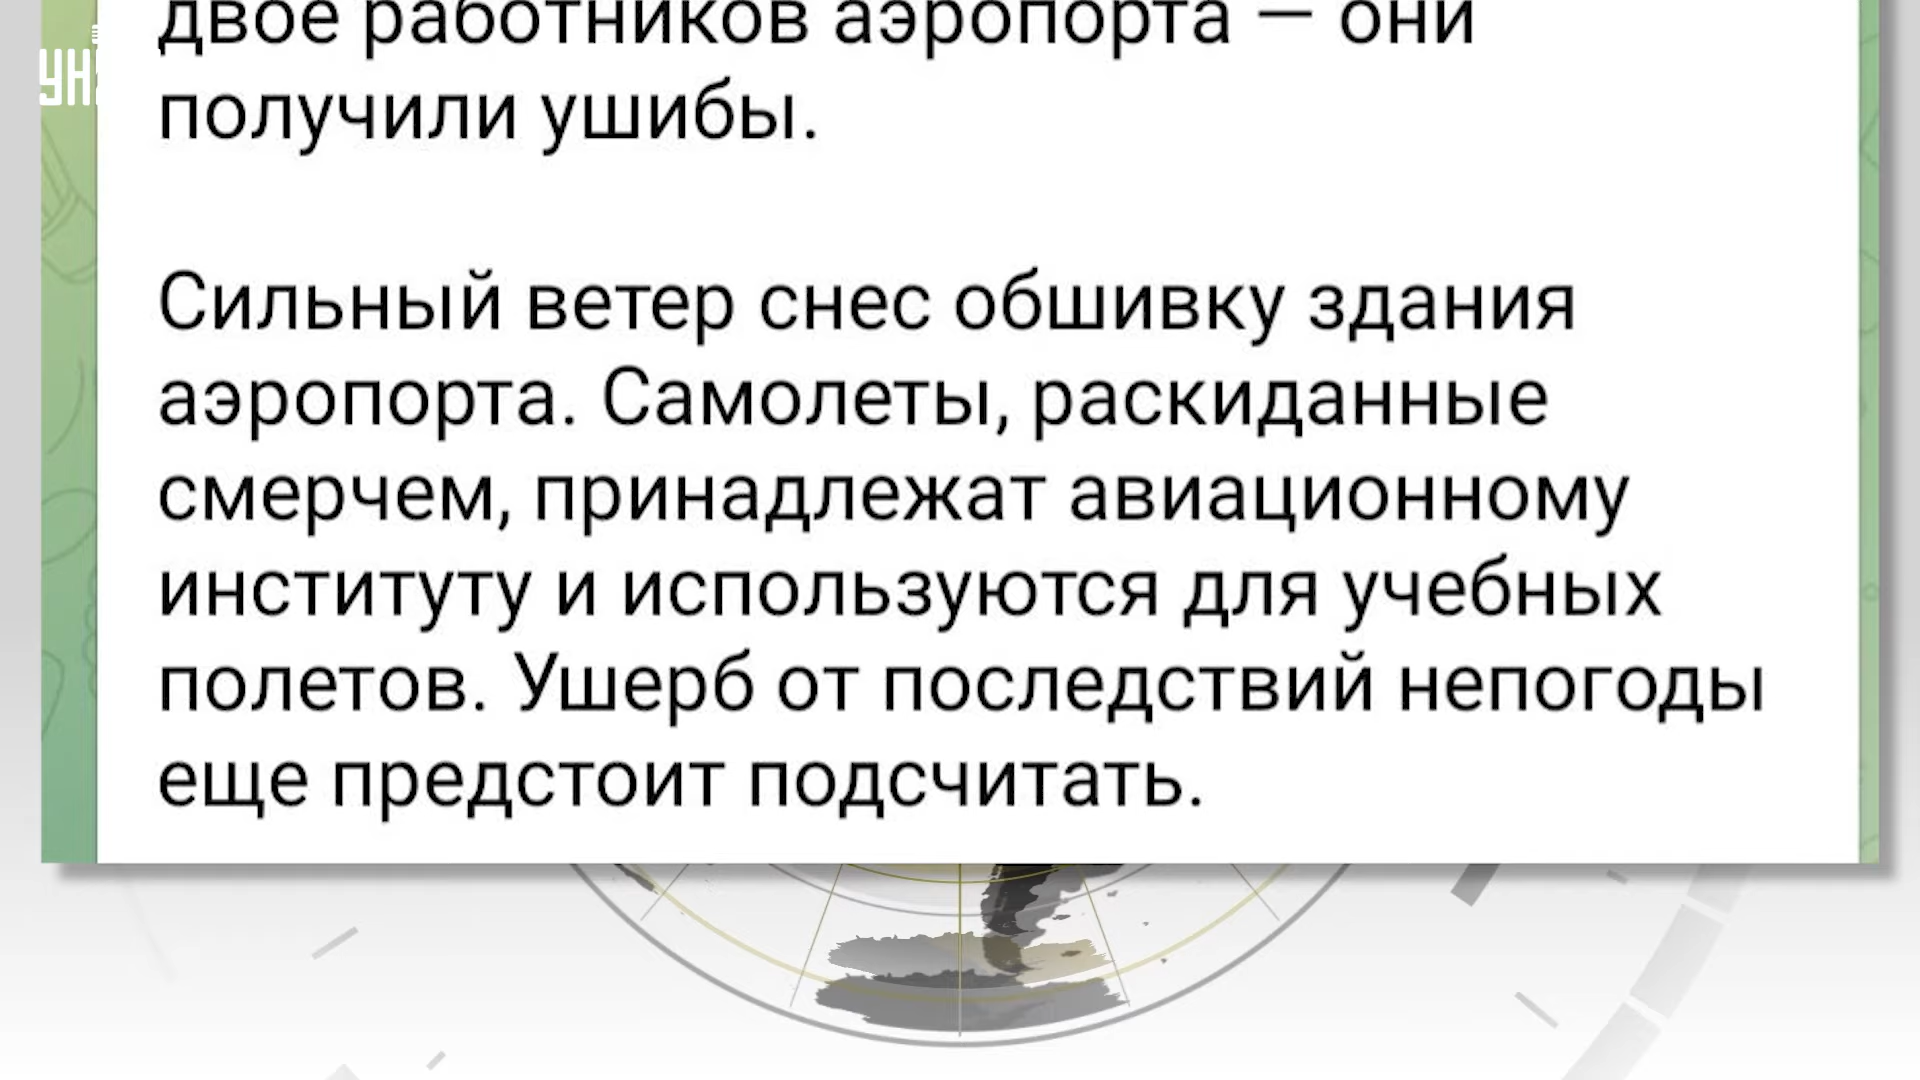 двое работников аэропорта — они
получили ушибы.
Сильный ветер снес обшивку здания
аэропорта. Самолеты, раскиданные
смерчем, принадлежат авиационному
институту и используются для учебных
полетов. Ущерб от последствий непогоды
еще предстоит подсчитать.